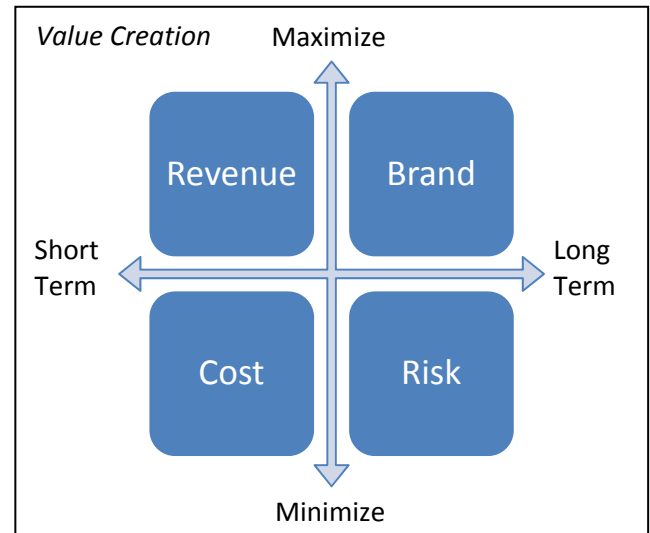 Value Creation
Maximize
Revenue
Brand
Short
Term
Long
Term
Cost
Risk
Minimize